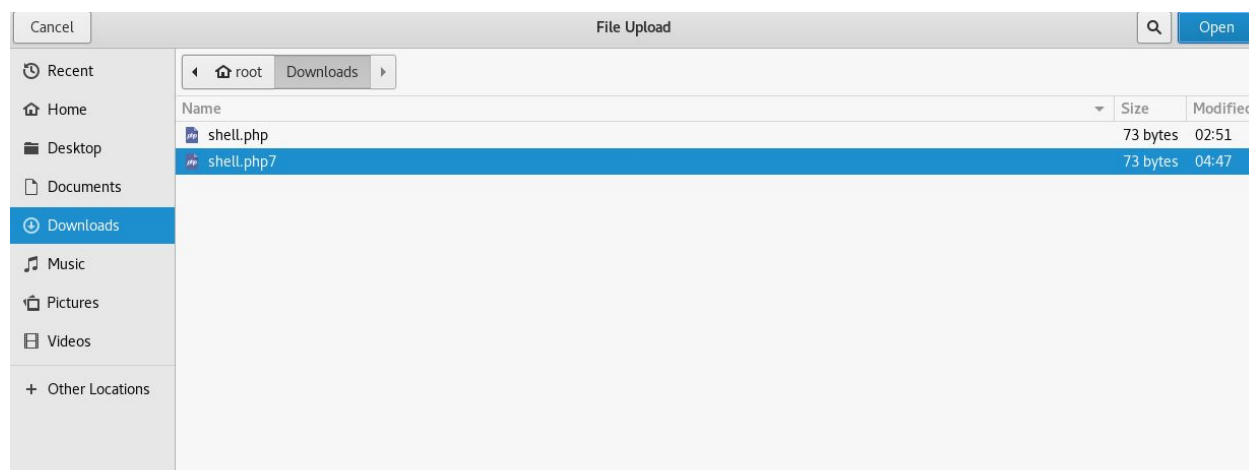 Cancel File Upload Open
Recent
root Downloads
Home
Name Size Modified
shell.php 73 bytes 02:51
Desktop
shell.php7 73 bytes 04:47
Documents
Downloads
Music
Pictures
Videos
+ Other Locations